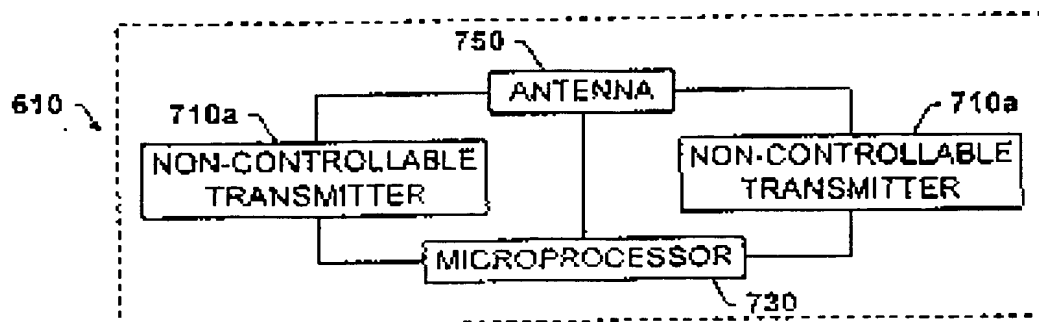 750
ANTENNA
610
710a
710a
NON-CONTROLLABLE
TRANSMITTER
NON-CONTROLLABLE
TRANSMITTER
MICROPROCESSOR
730